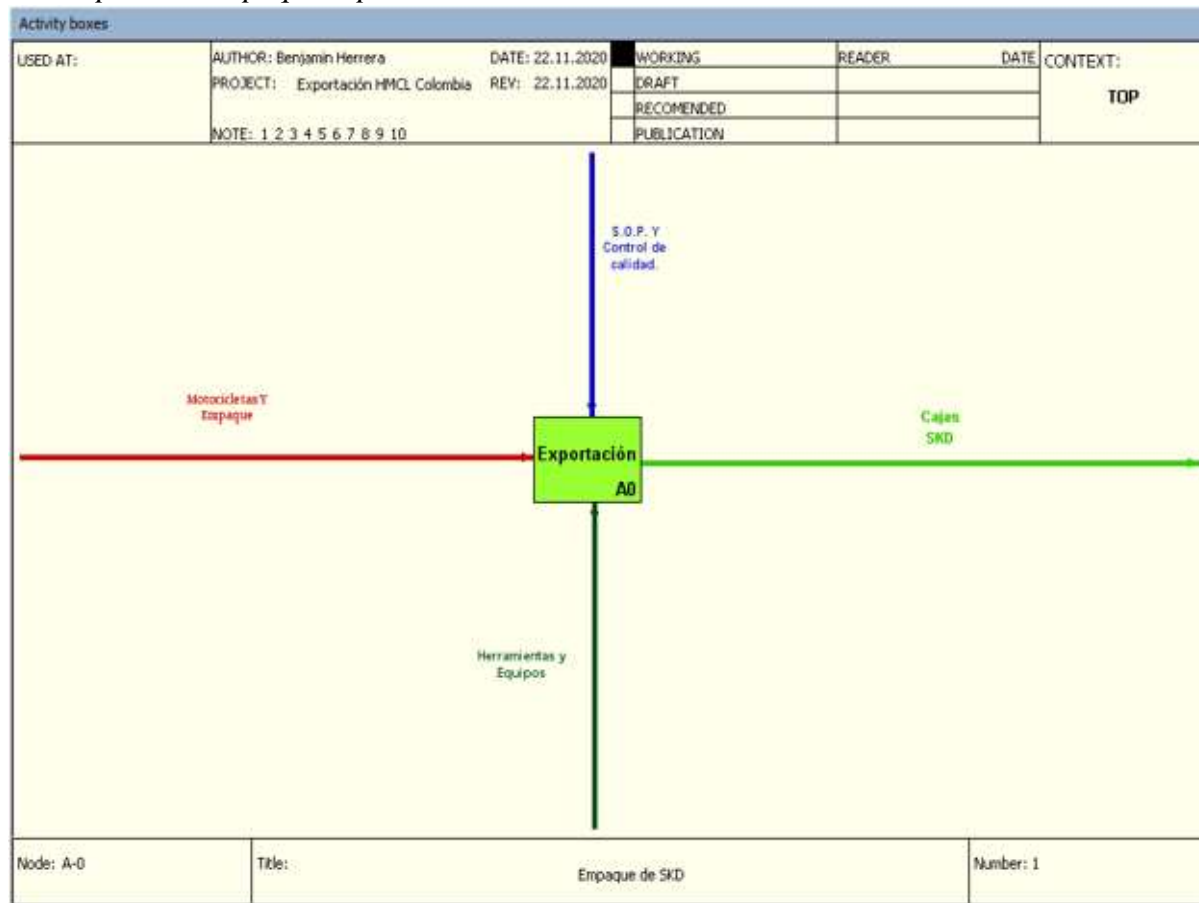 Activity boxes
USED AT:
AUTHOR: Benjamin Herrera
DATE: 22.11.2020
WORKING
READER
DATE
CONTEXT:
PROJECT: Exportación HMCL Colombia
REV: 22.11.2020
DRAFT
TOP
RECOMENDED
NOTE: 1 2 3 4 5 6 7 8 9 10
PUBLICATION
S.O.P. Y
Control de
calidad.
Motocicletas Y
Empaque
Cajas
SKD
Exportación
A0
Herramientas y
Equipos
Node: A-0
Title:
Empaque de SKD
Number: 1